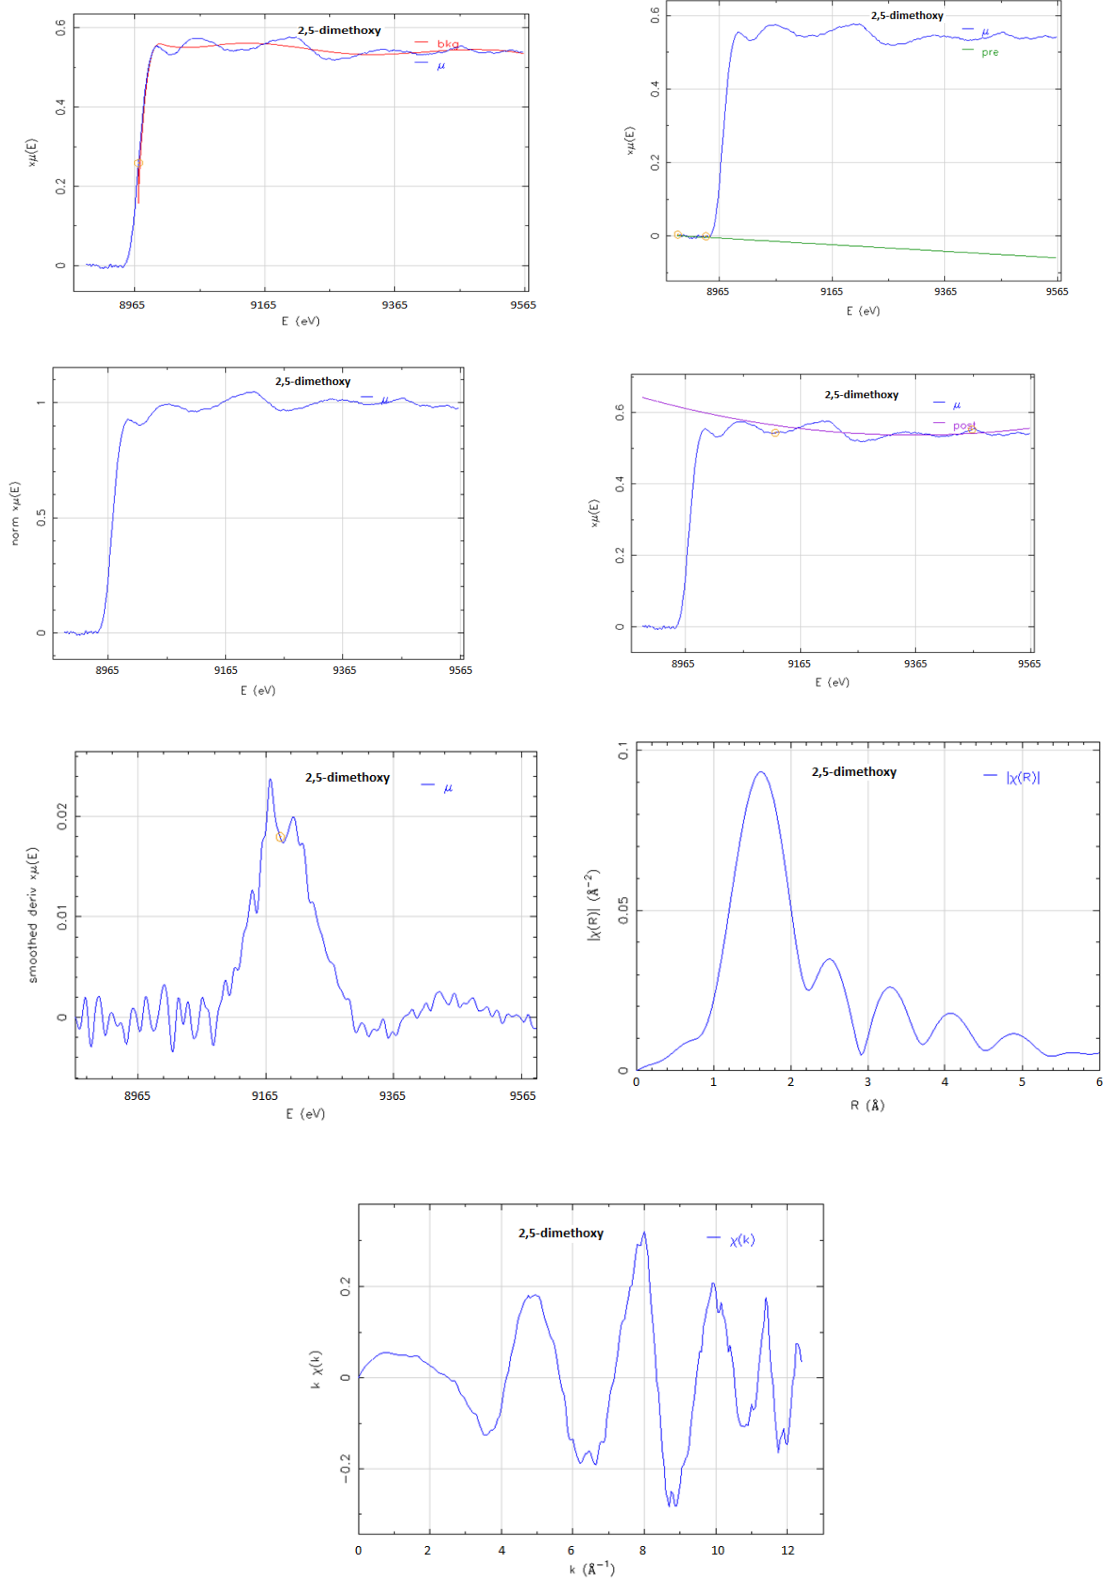 2,5-dimethoxy
bkg
μ
0.6
0.4
0.2
0
xμ(E)
8965
9165
9365
9565
E (eV)
2,5-dimethoxy
μ
pre
0.6
0.4
0.2
0
xμ(E)
8965
9165
9365
9565
E (eV)
2,5-dimethoxy
μ
1
0.5
0
norm xμ(E)
8965
9165
9365
9565
E (eV)
2,5-dimethoxy
μ
post
0.6
0.4
0.2
0
xμ(E)
8965
9165
9365
9565
E (eV)
2,5-dimethoxy
μ
0.02
0.01
0
smoothed deriv xμ(E)
8965
9165
9365
9565
E (eV)
2,5-dimethoxy
|χ(R)|
0.1
0.05
0
|χ(R)| (Å⁻²)
0 1 2 3 4 5 6
R (Å)
2,5-dimethoxy
χ(k)
0.2
0
−0.2
k χ(k)
0 2 4 6 8 10 12
k (Å⁻¹)